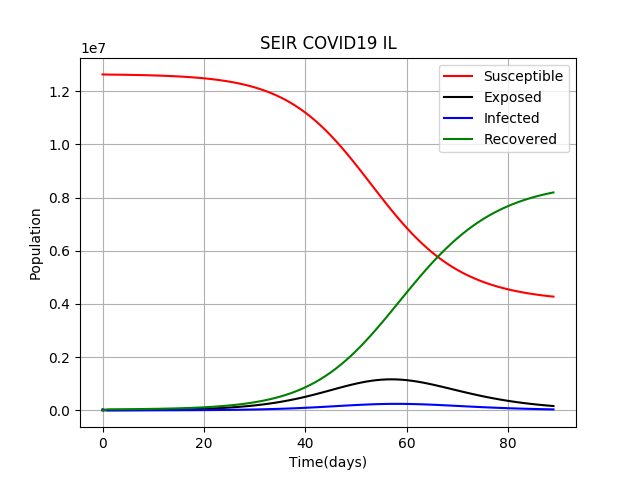 SEIR COVID19 IL
1e7
Susceptible
Exposed
Infected
Recovered
1.2
1.0
0.8
0.6
0.4
0.2
0.0
Population
0 20 40 60 80
Time(days)